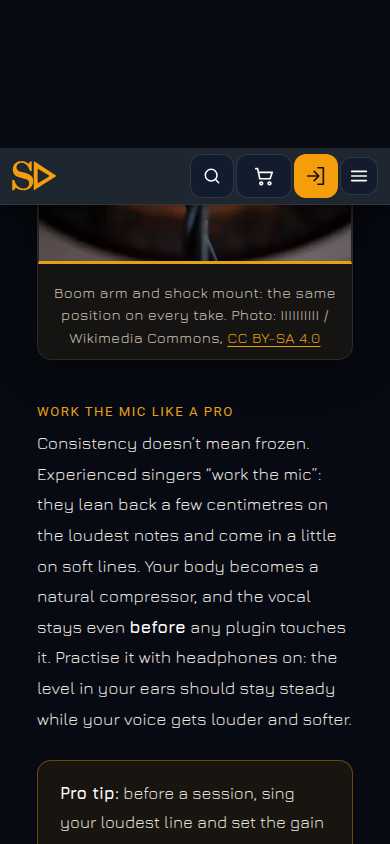 SD
Boom arm and shock mount: the same
position on every take. Photo: llllllllll /
Wikimedia Commons, CC BY-SA 4.0
WORK THE MIC LIKE A PRO
Consistency doesn't mean frozen.
Experienced singers “work the mic”:
they lean back a few centimetres on
the loudest notes and come in a little
on soft lines. Your body becomes a
natural compressor, and the vocal
stays even before any plugin touches
it. Practise it with headphones on: the
level in your ears should stay steady
while your voice gets louder and softer.
Pro tip: before a session, sing
your loudest line and set the gain